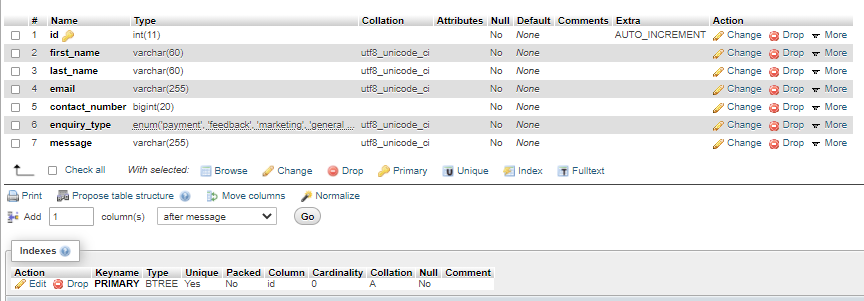 # Name Type Collation Attributes Null Default Comments Extra Action
1 id int(11) No None AUTO_INCREMENT Change Drop More
2 first_name varchar(60) utf8_unicode_ci No None Change Drop More
3 last_name varchar(60) utf8_unicode_ci No None Change Drop More
4 email varchar(255) utf8_unicode_ci No None Change Drop More
5 contact_number bigint(20) No None Change Drop More
6 enquiry_type enum('payment', 'feedback', 'marketing', 'general ... utf8_unicode_ci No None Change Drop More
7 message varchar(255) utf8_unicode_ci No None Change Drop More
Check all With selected: Browse Change Drop Primary Unique Index Fulltext
Print Propose table structure Move columns Normalize
Add 1 column(s) after message Go
Indexes
Action Keyname Type Unique Packed Column Cardinality Collation Null Comment
Edit Drop PRIMARY BTREE Yes No id 0 A No